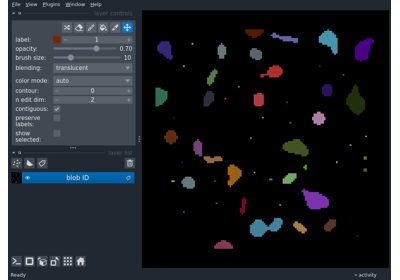 File View Plugins Window Help
layer controls
label: 1
opacity: 0.70
brush size: 10
blending: translucent
color mode: auto
contour: 0
n edit dim: 2
contiguous:
preserve
labels:
show
selected:
layer list
blob ID
Ready
activity